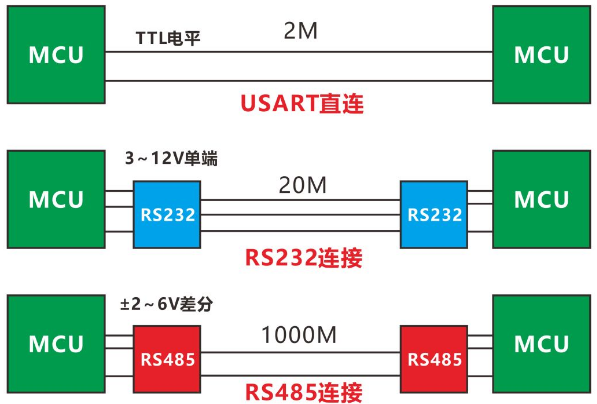 TTL电平
2M
MCU
MCU
USART直连
3~12V单端
20M
MCU
RS232
RS232
MCU
RS232连接
±2~6V差分
1000M
MCU
RS485
RS485
MCU
RS485连接